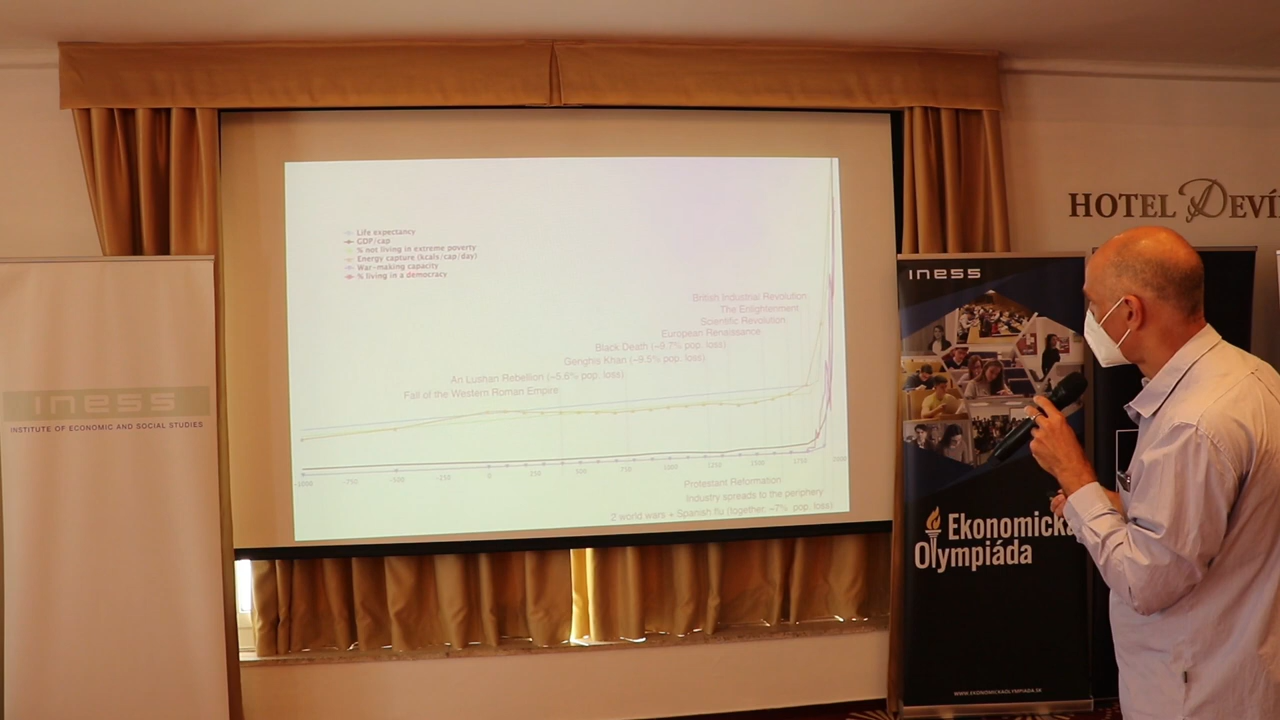 HOTEL DEVÍ
Life expectancy
GDP/cap
% not living in extreme poverty
Energy capture (kcals/cap/day)
War-making capacity
% living in a democracy
British Industrial Revolution
The Enlightenment
Scientific Revolution
European Renaissance
Black Death (~9.7% pop. loss)
Genghis Khan (~9.5% pop. loss)
An Lushan Rebellion (~5.6% pop. loss)
Fall of the Western Roman Empire
-1000 -750 -500 -250 0 250 500 750 1000 1250 1500 1750 2000
Protestant Reformation
Industry spreads to the periphery
2 world wars + Spanish flu (together, ~7% pop. loss)
iness
INSTITUTE OF ECONOMIC AND SOCIAL STUDIES
iness
Ekonomická
Olympiáda
WWW.EKONOMICKAOLYMPIADA.SK